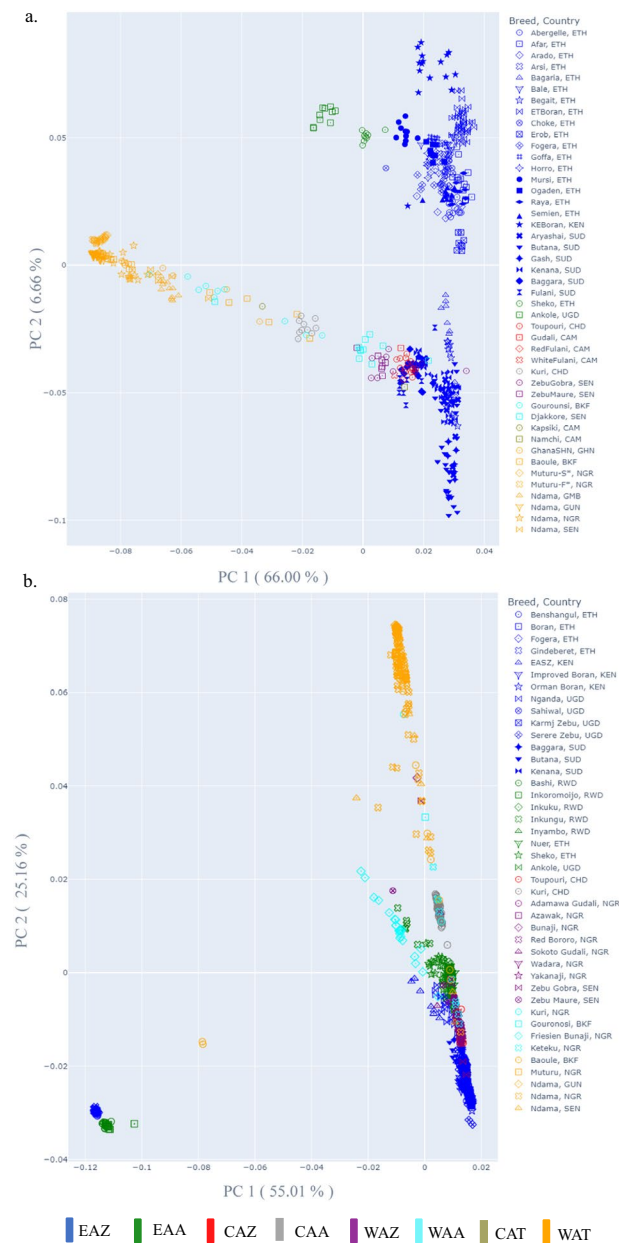 a.
Breed, Country
Abergelle, ETH
Afar, ETH
Arado, ETH
Arsi, ETH
Bagaria, ETH
Bale, ETH
Begait, ETH
ETBoran, ETH
Choke, ETH
Erob, ETH
Fogera, ETH
Goffa, ETH
Horro, ETH
Mursi, ETH
Ogaden, ETH
Raya, ETH
Semien, ETH
KEBoran, KEN
Aryashai, SUD
Butana, SUD
Gash, SUD
Kenana, SUD
Baggara, SUD
Fulani, SUD
Sheko, ETH
Ankole, UGD
Toupouri, CHD
Gudali, CAM
RedFulani, CAM
WhiteFulani, CAM
Kuri, CHD
ZebuGobra, SEN
ZebuMaure, SEN
Gourounsi, BKF
Djakkore, SEN
Kapsiki, CAM
Namchi, CAM
GhanaSHN, GHN
Baoule, BKF
Muturu-S", NGR
Muturu-F", NGR
Ndama, GMB
Ndama, GUN
Ndama, NGR
Ndama, SEN
0.05
0
−0.05
−0.1
PC 2 ( 6.66 % )
−0.08
−0.06
−0.04
−0.02
0
0.02
0.04
PC 1 ( 66.00 % )
b.
Breed, Country
Benshangul, ETH
Boran, ETH
Fogera, ETH
Gindeberet, ETH
EASZ, KEN
Improved Boran, KEN
Orman Boran, KEN
Nganda, UGD
Sahiwal, UGD
Karmj Zebu, UGD
Serere Zebu, UGD
Baggara, SUD
Butana, SUD
Kenana, SUD
Bashi, RWD
Inkoromoijo, RWD
Inkuku, RWD
Inkungu, RWD
Inyambo, RWD
Nuer, ETH
Sheko, ETH
Ankole, UGD
Toupouri, CHD
Kuri, CHD
Adamawa Gudali, NGR
Azawak, NGR
Bunaji, NGR
Red Bororo, NGR
Sokoto Gudali, NGR
Wadara, NGR
Yakanaji, NGR
Zebu Gobra, SEN
Zebu Maure, SEN
Kuri, NGR
Gouronosi, BKF
Friesien Bunaji, NGR
Keteku, NGR
Baoule, BKF
Muturu, NGR
Ndama, GUN
Ndama, NGR
Ndama, SEN
0.08
0.06
0.04
0.02
0
−0.02
−0.04
PC 2 ( 25.16 % )
−0.12
−0.1
−0.08
−0.06
−0.04
−0.02
0
0.02
PC 1 ( 55.01 % )
EAZ EAA CAZ CAA WAZ WAA CAT WAT